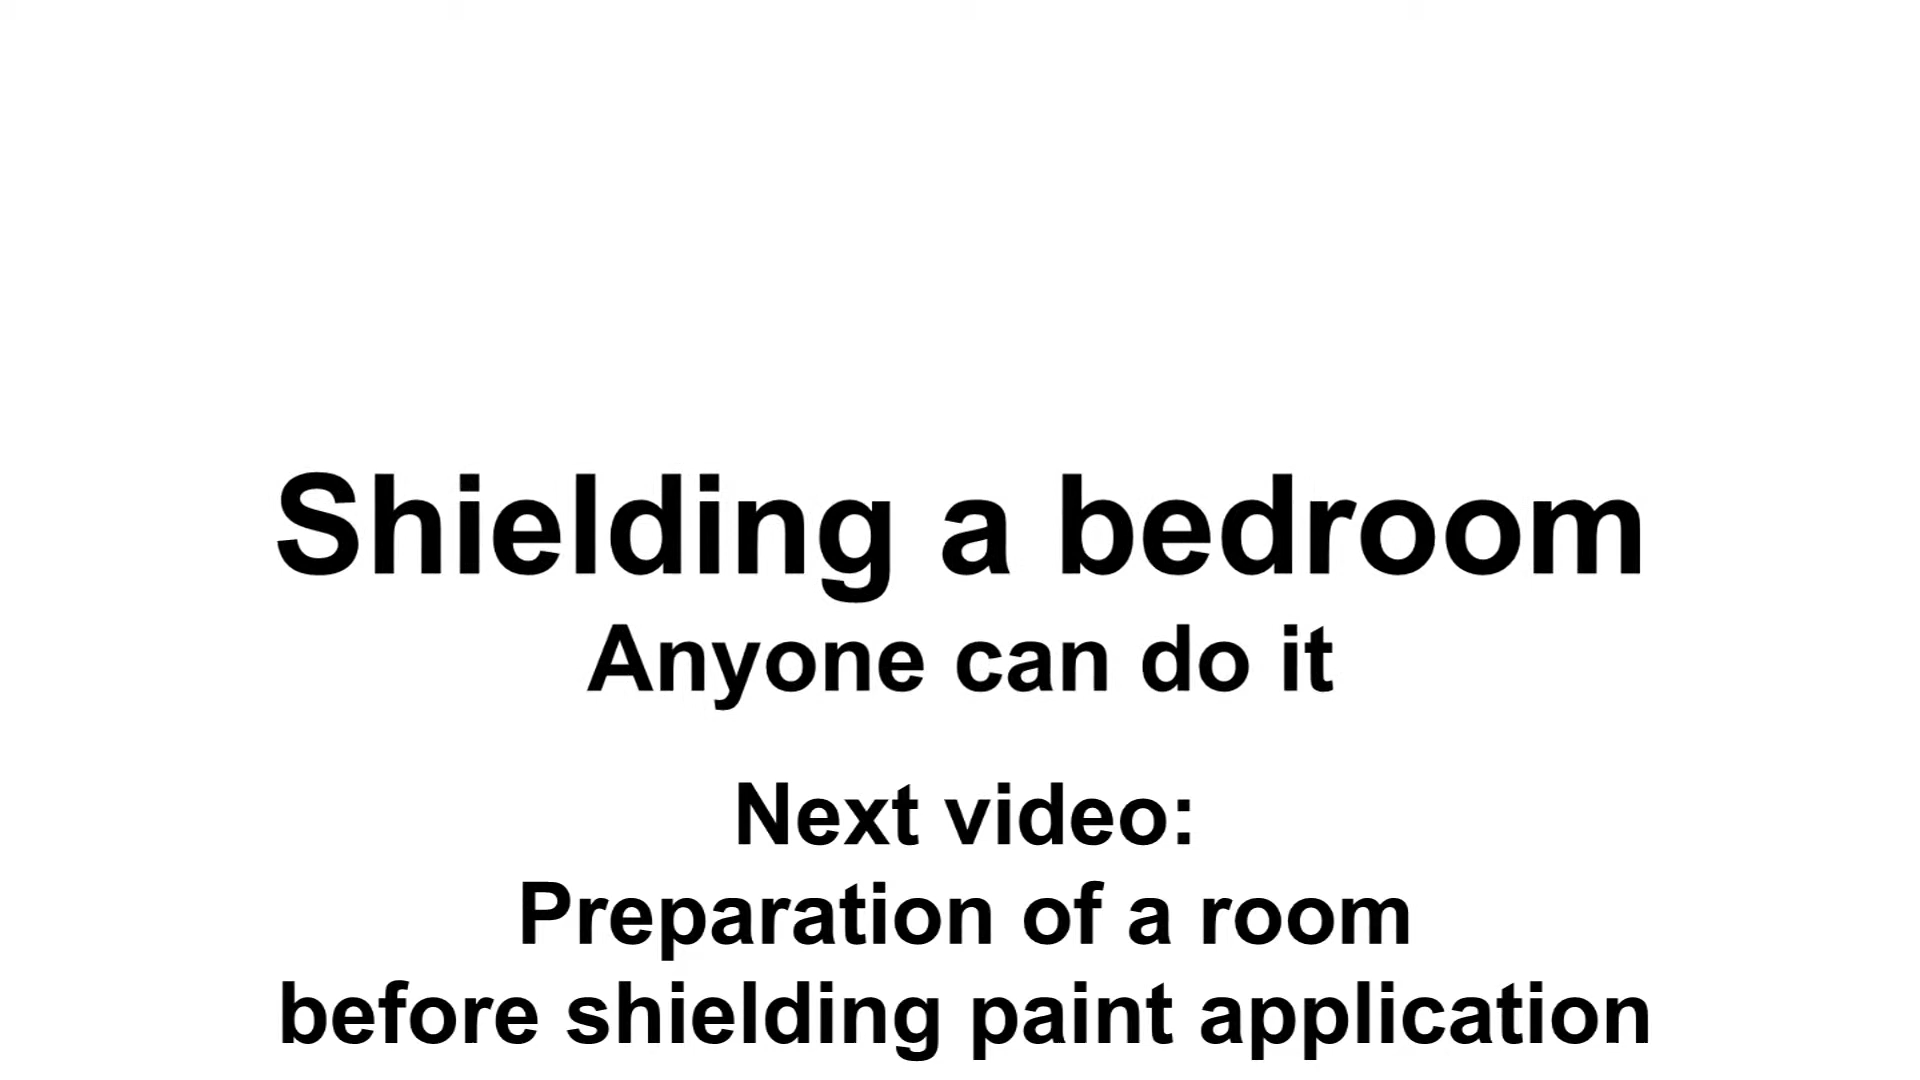 Shielding a bedroom
Anyone can do it
Next video:
Preparation of a room
before shielding paint application